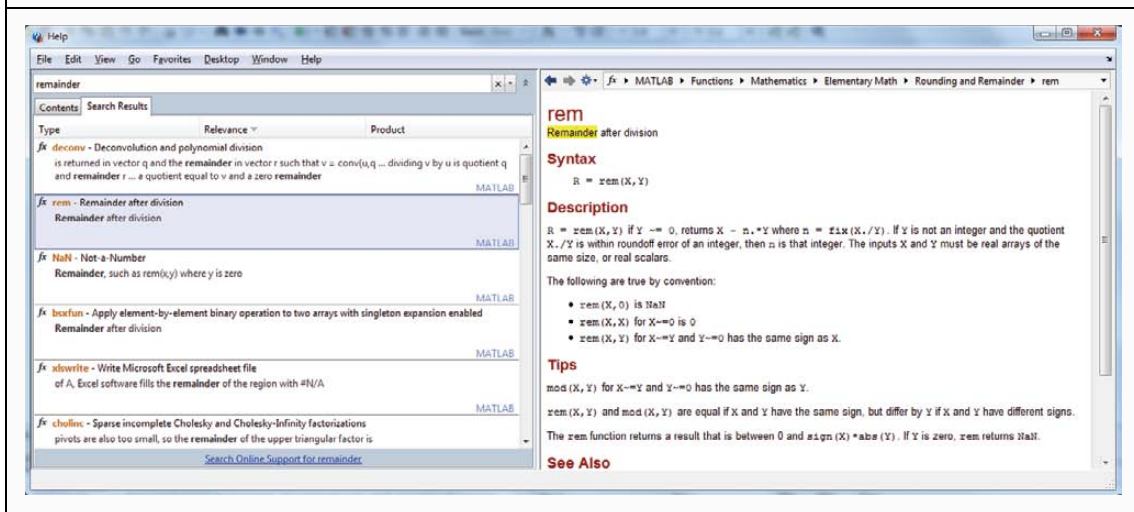 Help
File Edit View Go Favorites Desktop Window Help
remainder
Contents Search Results
Type Relevance Product
fx deconv - Deconvolution and polynomial division
is returned in vector q and the remainder in vector r such that v = conv(u,q ... dividing v by u is quotient q
and remainder r ... a quotient equal to v and a zero remainder
MATLAB
fx rem - Remainder after division
Remainder after division
MATLAB
fx NaN - Not-a-Number
Remainder, such as rem(x,y) where y is zero
MATLAB
fx bsxfun - Apply element-by-element binary operation to two arrays with singleton expansion enabled
Remainder after division
MATLAB
fx xlswrite - Write Microsoft Excel spreadsheet file
of A, Excel software fills the remainder of the region with #N/A
MATLAB
fx cholinc - Sparse incomplete Cholesky and Cholesky-Infinity factorizations
pivots are also too small, so the remainder of the upper triangular factor is
Search Online Support for remainder
fx ▸ MATLAB ▸ Functions ▸ Mathematics ▸ Elementary Math ▸ Rounding and Remainder ▸ rem
rem
Remainder after division
Syntax
R = rem(X,Y)
Description
R = rem(X,Y) if Y ~= 0, returns X - n.*Y where n = fix(X./Y). If Y is not an integer and the quotient
X./Y is within roundoff error of an integer, then n is that integer. The inputs X and Y must be real arrays of the
same size, or real scalars.
The following are true by convention:
• rem(X,0) is NaN
• rem(X,X) for X~=0 is 0
• rem(X,Y) for X~=Y and Y~=0 has the same sign as X.
Tips
mod(X,Y) for X~=Y and Y~=0 has the same sign as Y.
rem(X,Y) and mod(X,Y) are equal if X and Y have the same sign, but differ by Y if X and Y have different signs.
The rem function returns a result that is between 0 and sign(X)*abs(Y). If Y is zero, rem returns NaN.
See Also